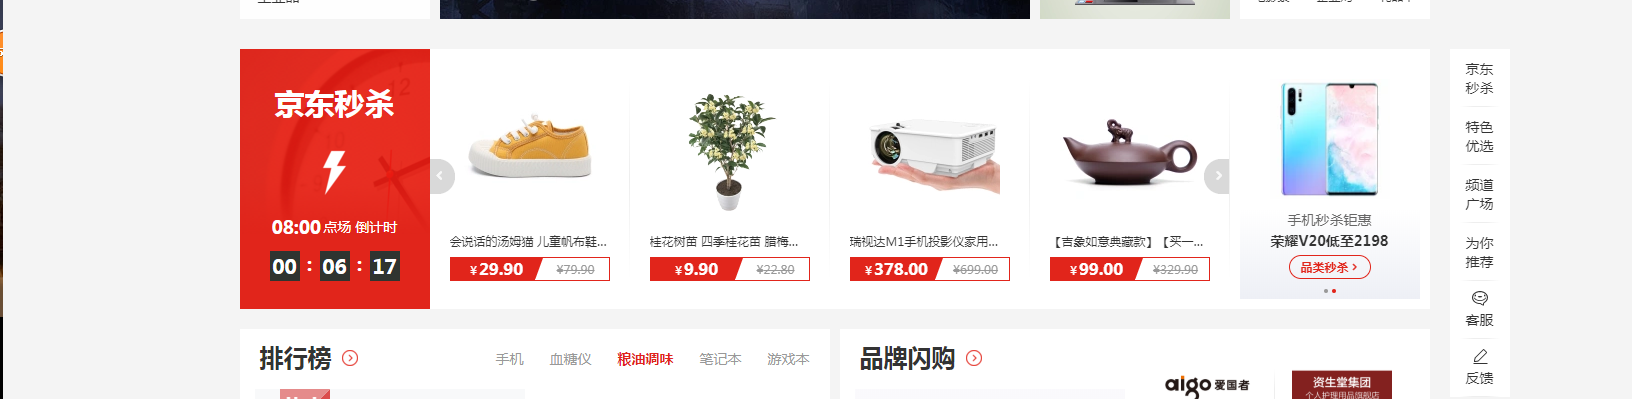 京东秒杀
08:00 点场 倒计时
00 : 06 : 17
会说话的汤姆猫 儿童帆布鞋...
¥29.90 ¥79.90
桂花树苗 四季桂花苗 腊梅...
¥9.90 ¥22.80
瑞视达M1手机投影仪家用...
¥378.00 ¥699.00
【吉象如意典藏款】【买一...
¥99.00 ¥329.90
手机秒杀钜惠
荣耀V20低至2198
品类秒杀
京东
秒杀
特色
优选
频道
广场
为你
推荐
客服
反馈
排行榜
手机 血糖仪 粮油调味 笔记本 游戏本
品牌闪购
aigo 爱国者
资生堂集团
个人护理用品旗舰店